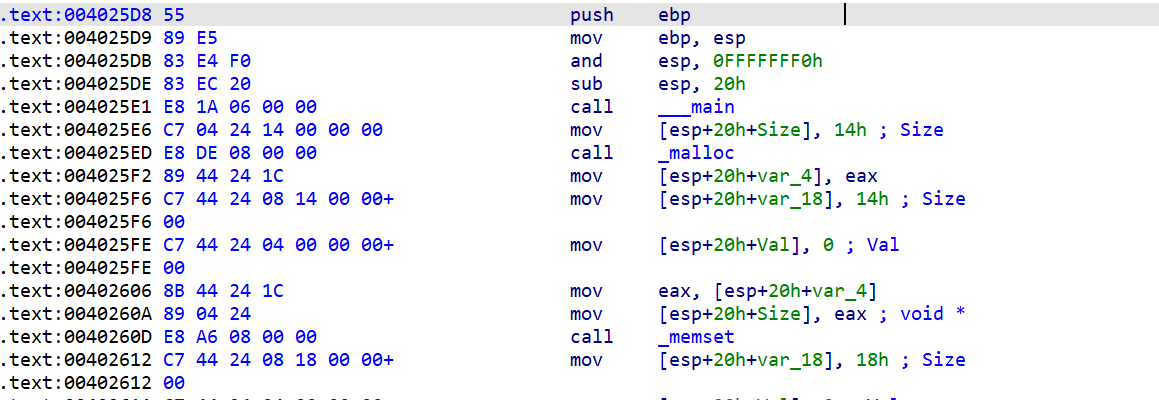 .text:004025D8 55 push ebp
.text:004025D9 89 E5 mov ebp, esp
.text:004025DB 83 E4 F0 and esp, 0FFFFFFF0h
.text:004025DE 83 EC 20 sub esp, 20h
.text:004025E1 E8 1A 06 00 00 call ___main
.text:004025E6 C7 04 24 14 00 00 00 mov [esp+20h+Size], 14h ; Size
.text:004025ED E8 DE 08 00 00 call _malloc
.text:004025F2 89 44 24 1C mov [esp+20h+var_4], eax
.text:004025F6 C7 44 24 08 14 00 00+ mov [esp+20h+var_18], 14h ; Size
.text:004025F6 00
.text:004025FE C7 44 24 04 00 00 00+ mov [esp+20h+Val], 0 ; Val
.text:004025FE 00
.text:00402606 8B 44 24 1C mov eax, [esp+20h+var_4]
.text:0040260A 89 04 24 mov [esp+20h+Size], eax ; void *
.text:0040260D E8 A6 08 00 00 call _memset
.text:00402612 C7 44 24 08 18 00 00+ mov [esp+20h+var_18], 18h ; Size
.text:00402612 00